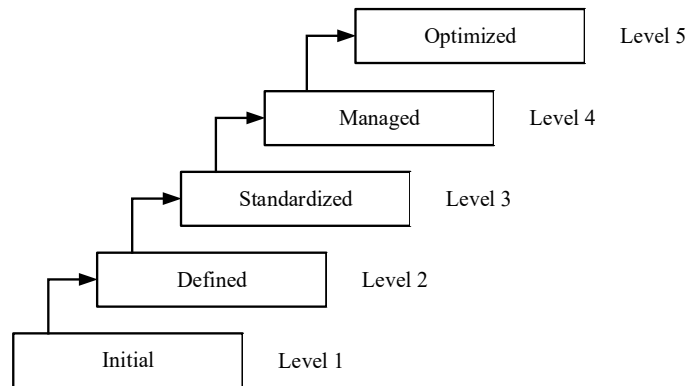 Optimized Level 5
Managed Level 4
Standardized Level 3
Defined Level 2
Initial Level 1